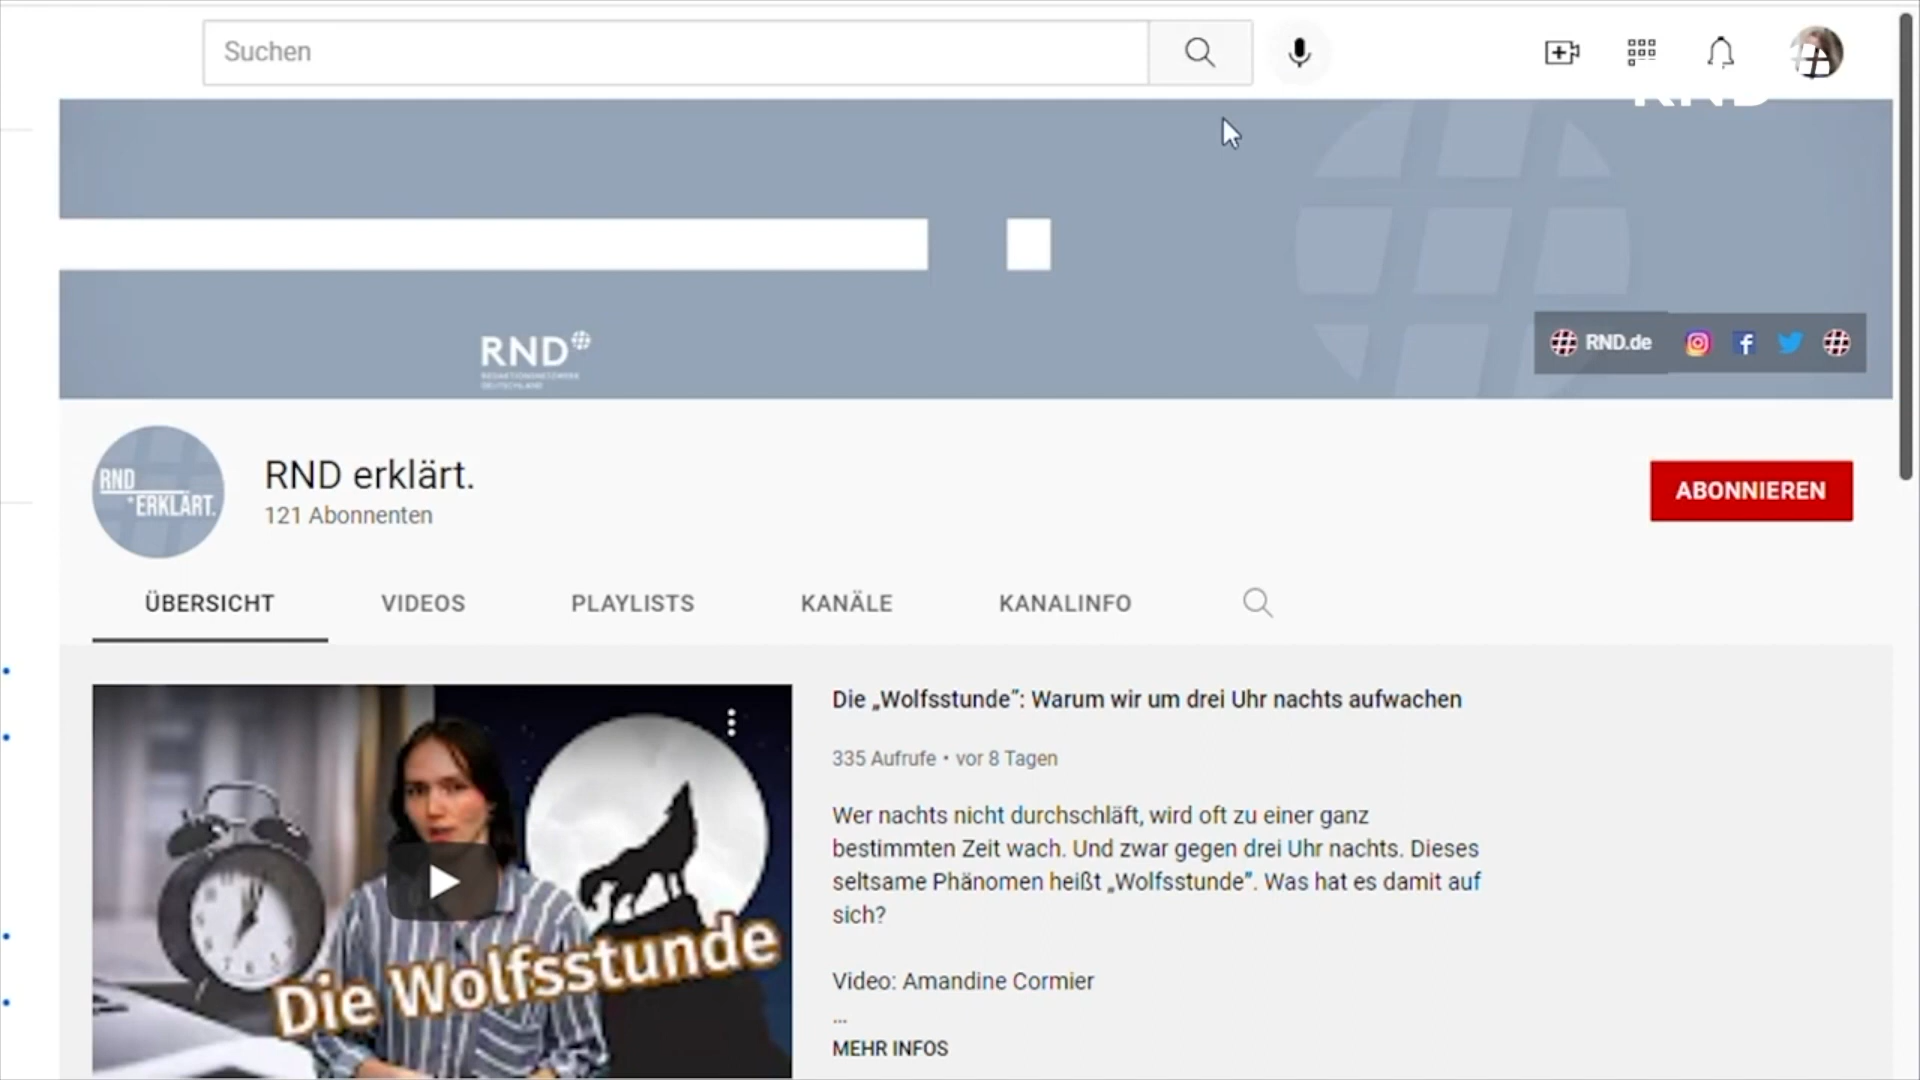 Suchen
RND
RND
REDAKTIONSNETZWERK
DEUTSCHLAND
RND.de
RND
ERKLÄRT.
RND erklärt.
121 Abonnenten
ABONNIEREN
ÜBERSICHT VIDEOS PLAYLISTS KANÄLE KANALINFO
Die „Wolfsstunde“: Warum wir um drei Uhr nachts aufwachen
335 Aufrufe • vor 8 Tagen
Wer nachts nicht durchschläft, wird oft zu einer ganz
bestimmten Zeit wach. Und zwar gegen drei Uhr nachts. Dieses
seltsame Phänomen heißt „Wolfsstunde“. Was hat es damit auf
sich?
Video: Amandine Cormier
...
MEHR INFOS
Die Wolfsstunde